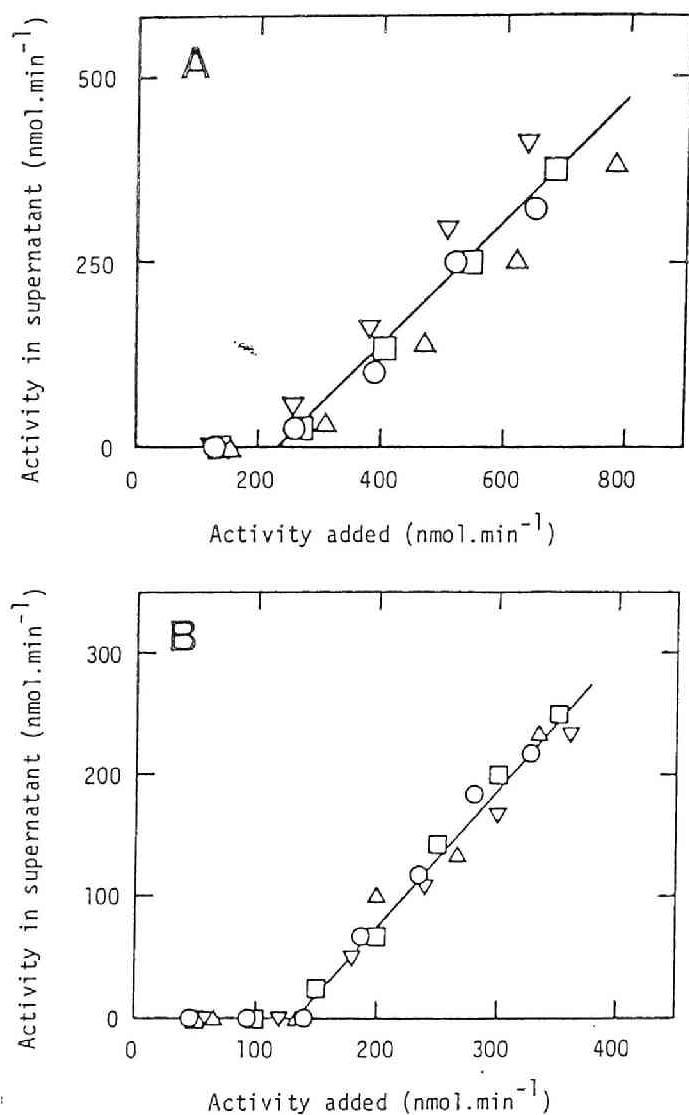 A
500
250
0
0 200 400 600 800
Activity in supernatant (nmol.min⁻¹)
Activity added (nmol.min⁻¹)
B
300
200
100
0
0 100 200 300 400
Activity in supernatant (nmol.min⁻¹)
Activity added (nmol.min⁻¹)